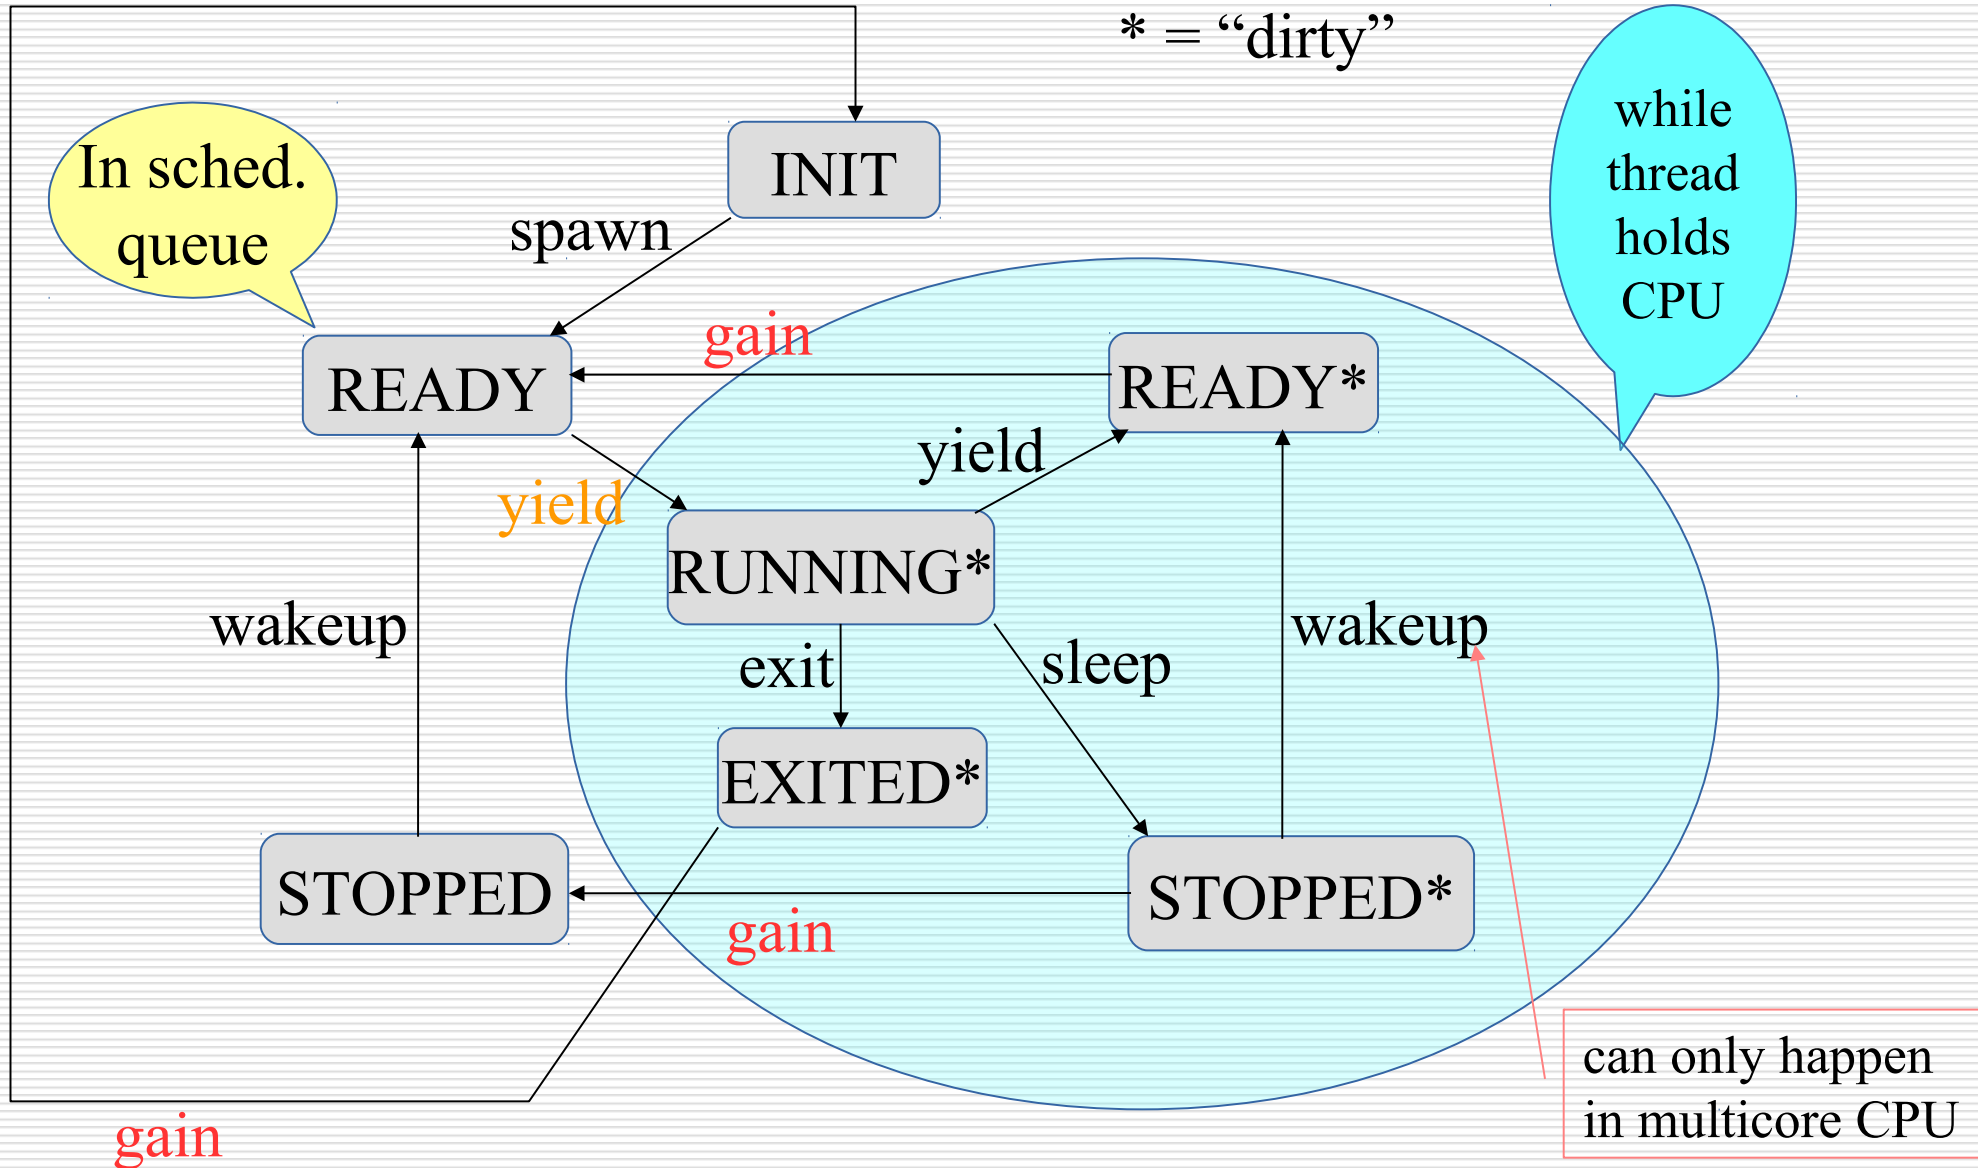 * = “dirty”
while
thread
holds
CPU
In sched.
queue
INIT
spawn
gain
READY
READY*
yield
yield
RUNNING*
wakeup
exit
sleep
wakeup
EXITED*
STOPPED
STOPPED*
gain
can only happen
in multicore CPU
gain